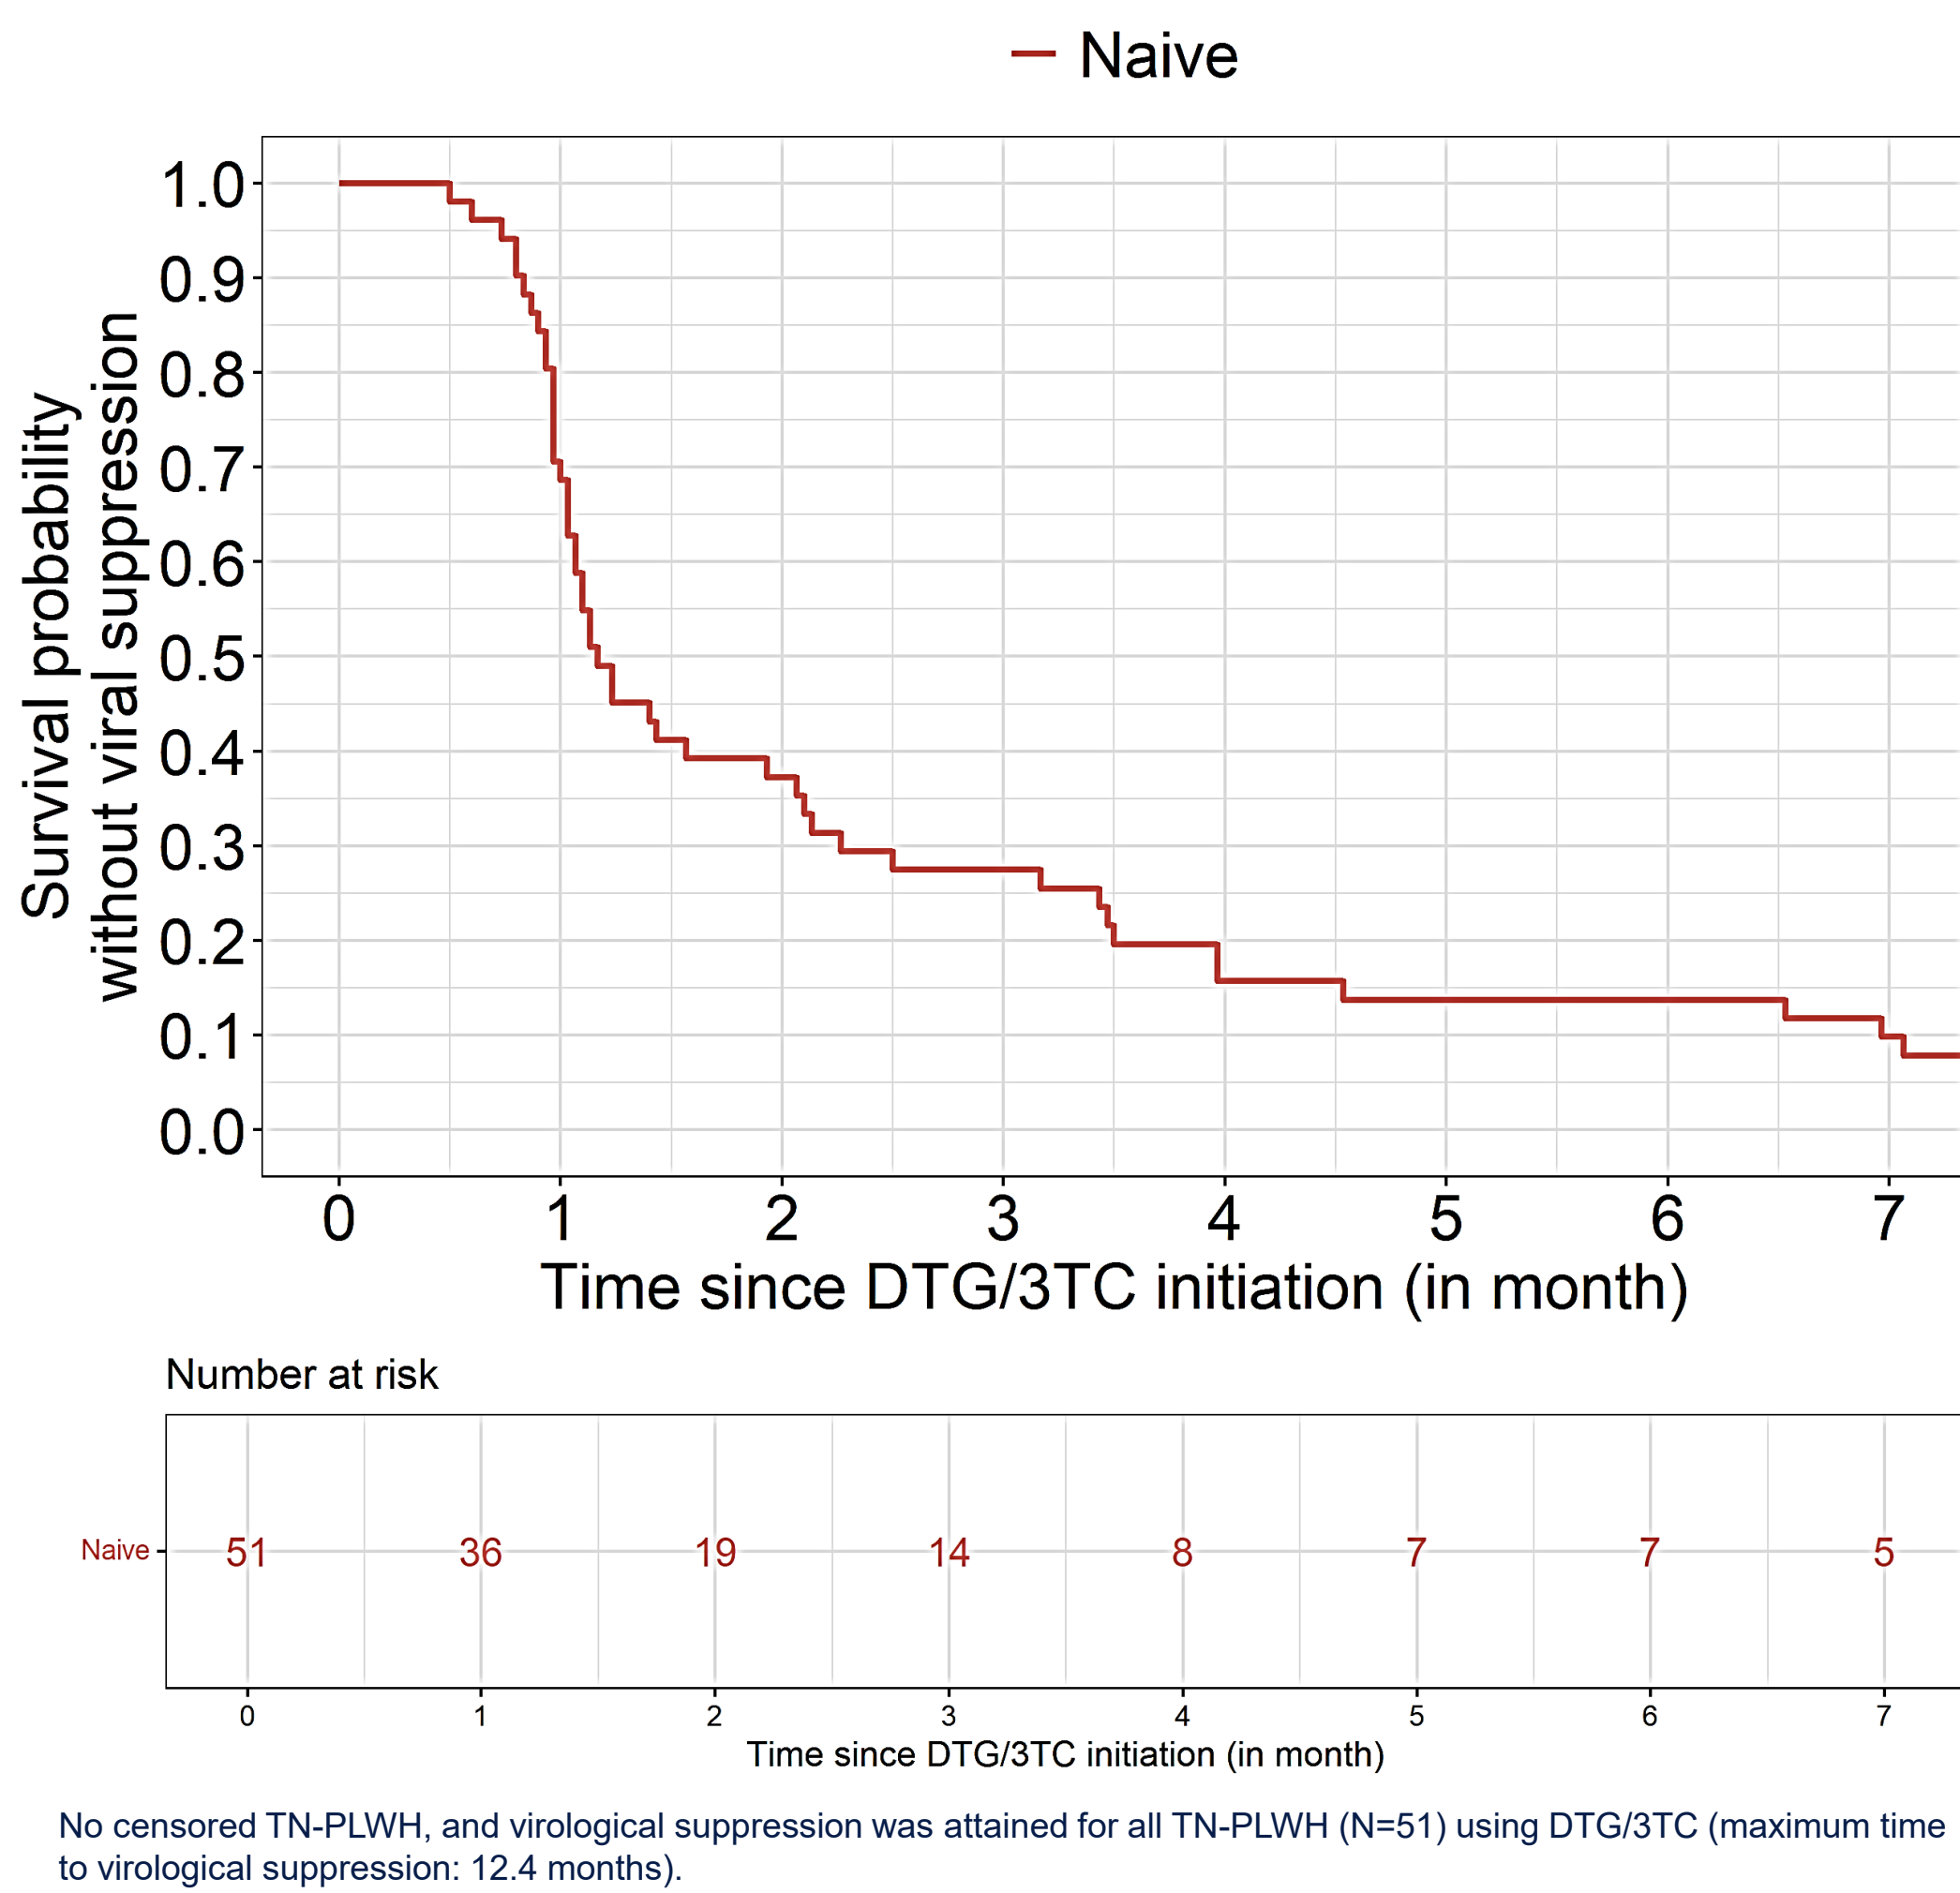 Naive
Survival probability
without viral suppression
1.0
0.9
0.8
0.7
0.6
0.5
0.4
0.3
0.2
0.1
0.0
0 1 2 3 4 5 6 7
Time since DTG/3TC initiation (in month)
Number at risk
Naive 51 36 19 14 8 7 7 5
0 1 2 3 4 5 6 7
Time since DTG/3TC initiation (in month)
No censored TN-PLWH, and virological suppression was attained for all TN-PLWH (N=51) using DTG/3TC (maximum time
to virological suppression: 12.4 months).